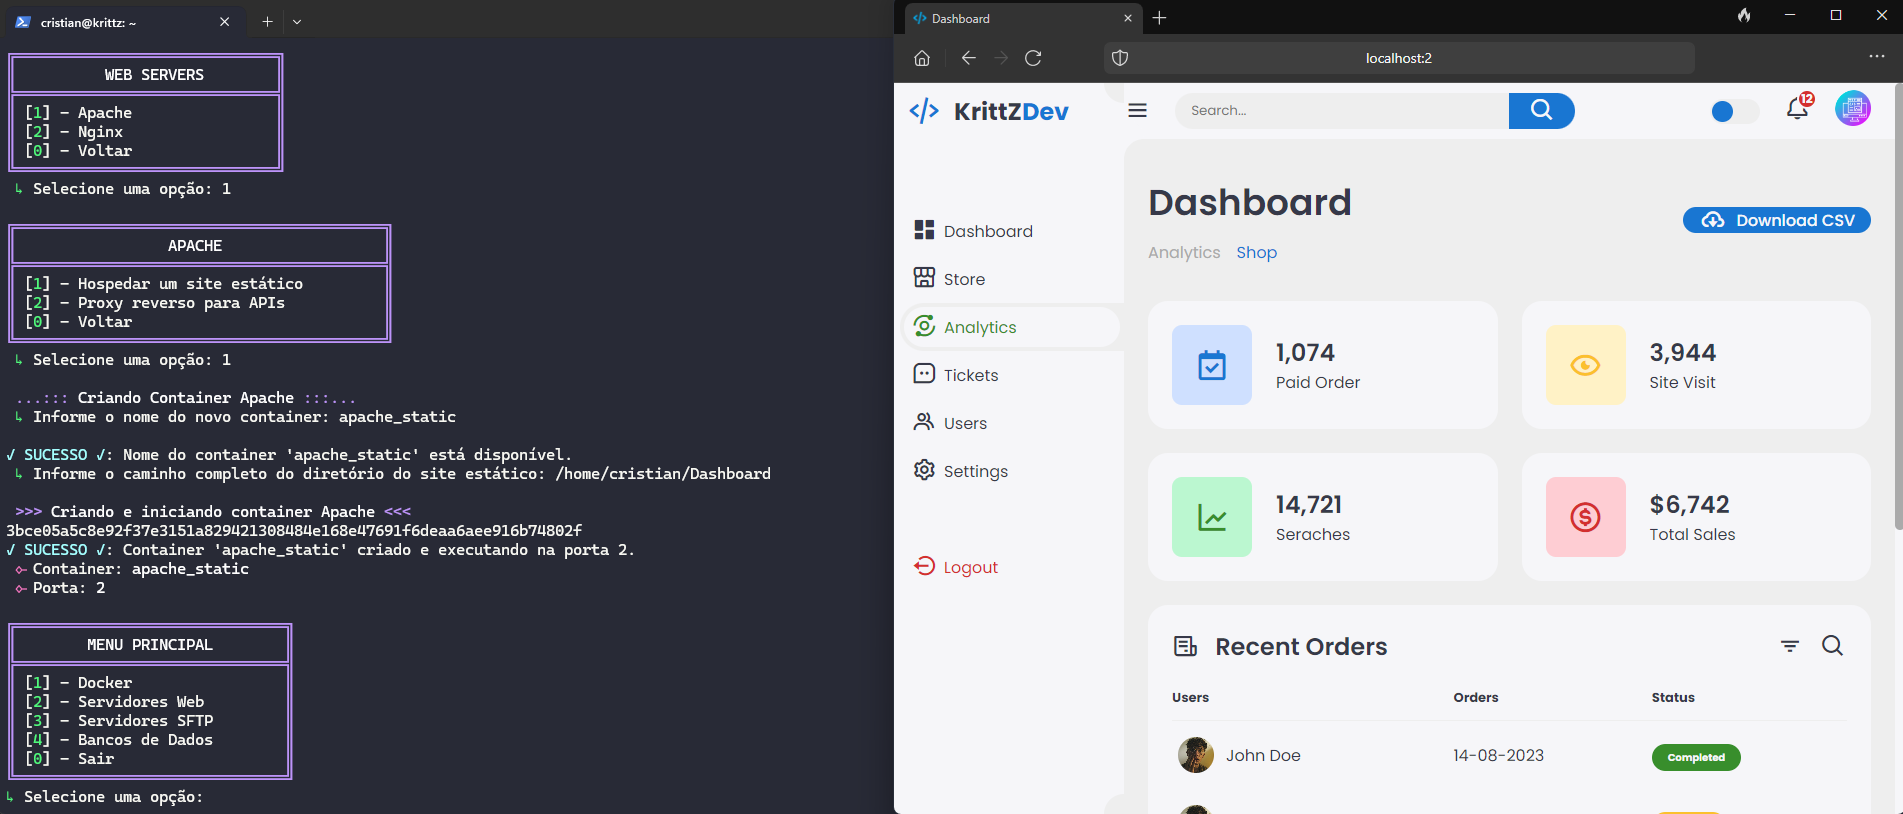 cristian@krittz: ~
WEB SERVERS
[1] – Apache
[2] – Nginx
[0] – Voltar
↳ Selecione uma opção: 1
APACHE
[1] – Hospedar um site estático
[2] – Proxy reverso para APIs
[0] – Voltar
↳ Selecione uma opção: 1
...::: Criando Container Apache :::...
↳ Informe o nome do novo container: apache_static
✓ SUCESSO ✓: Nome do container 'apache_static' está disponível.
↳ Informe o caminho completo do diretório do site estático: /home/cristian/Dashboard
>>> Criando e iniciando container Apache <<<
3bce05a5c8e92f37e3151a829421308484e168e47691f6deaa6aee916b74802f
✓ SUCESSO ✓: Container 'apache_static' criado e executando na porta 2.
Container: apache_static
Porta: 2
MENU PRINCIPAL
[1] – Docker
[2] – Servidores Web
[3] – Servidores SFTP
[4] – Bancos de Dados
[0] – Sair
↳ Selecione uma opção:
Dashboard
localhost:2
</> KrittZDev
Search...
12
Dashboard
Store
Analytics
Tickets
Users
Settings
Logout
Dashboard
Download CSV
Analytics Shop
1,074
Paid Order
3,944
Site Visit
14,721
Seraches
$6,742
Total Sales
Recent Orders
Users Orders Status
John Doe 14-08-2023 Completed